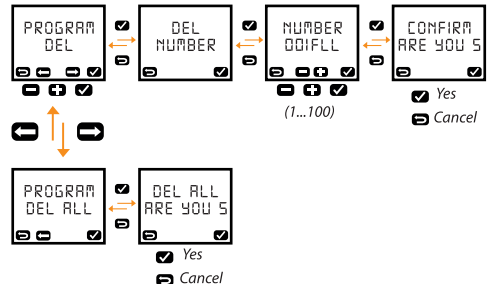 PROGRAM
DEL
DEL
NUMBER
NUMBER
001FLL
CONFIRM
ARE YOU S
(1...100)
Yes
Cancel
PROGRAM
DEL ALL
DEL ALL
ARE YOU S
Yes
Cancel